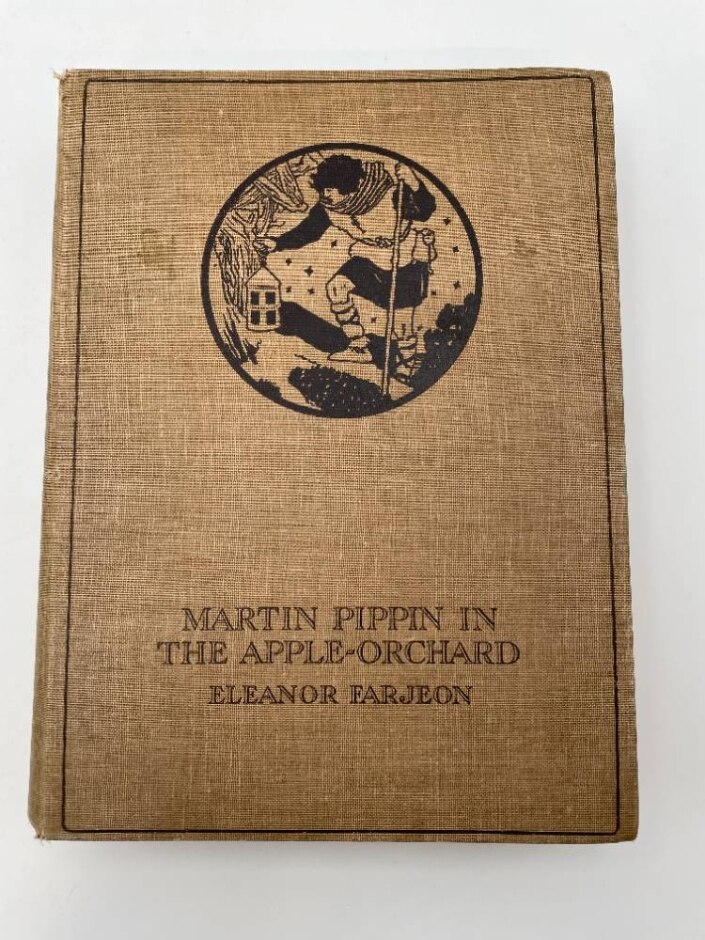 MARTIN PIPPIN IN
THE APPLE-ORCHARD
ELEANOR FARJEON